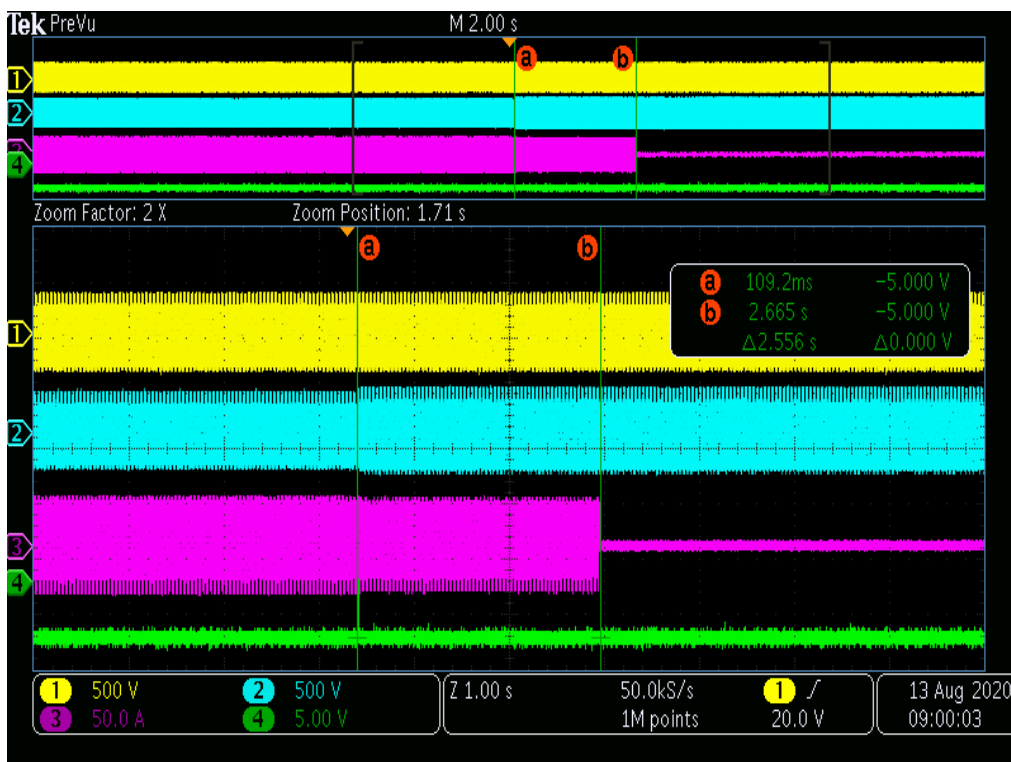 Tek PreVu M 2.00 s
a b
1
2
3
4
Zoom Factor: 2 X Zoom Position: 1.71 s
a b
a 109.2ms -5.000 V
b 2.665 s -5.000 V
Δ2.556 s Δ0.000 V
1
2
3
4
1 500 V 2 500 V Z 1.00 s 50.0kS/s 1 13 Aug 2020
3 50.0 A 4 5.00 V 1M points 20.0 V 09:00:03